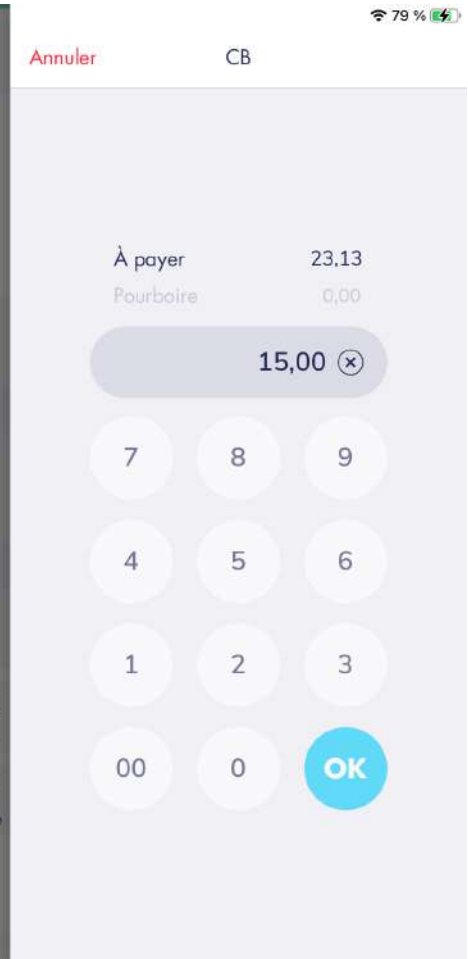 79 %
Annuler CB
À payer 23,13
Pourboire 0,00
15,00
7 8 9
4 5 6
1 2 3
00 0 OK